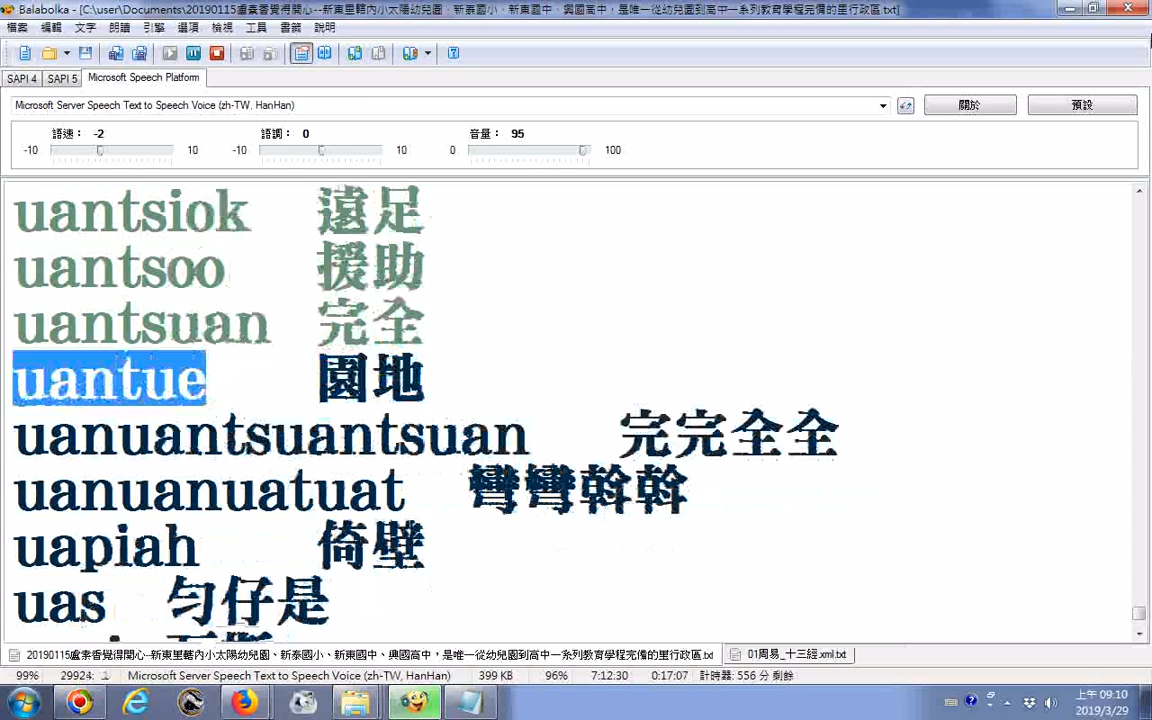 Balabolka - [C:\user\Documents\20190115盧素香覺得開心--新東里轄內小太陽幼兒園、新泰國小、新東國中、興國高中，是唯一從幼兒園到高中一系列教育學程完備的里行政區.txt]
檔案 編輯 文字 朗讀 引擎 選項 檢視 工具 書籤 說明
SAPI 4 SAPI 5 Microsoft Speech Platform
Microsoft Server Speech Text to Speech Voice (zh-TW, HanHan) 關於 預設
語速： -2 語調： 0 音量： 95
-10 10 -10 10 0 100
uantsiok 遠足
uantsoo 援助
uantsuan 完全
uantue 園地
uanuantsuantsuan 完完全全
uanuanuatuat 彎彎斡斡
uapiah 倚壁
uas 勻仔是
20190115盧素香覺得開心--新東里轄內小太陽幼兒園、新泰國小、新東國中、興國高中，是唯一從幼兒園到高中一系列教育學程完備的里行政區.txt 01周易_十三經.txt
99% 29924: 1 Microsoft Server Speech Text to Speech Voice (zh-TW, HanHan) 399 KB 96% 7:12:30 0:17:07 計時器: 556 分 剩餘
上午 09:10
2019/3/29